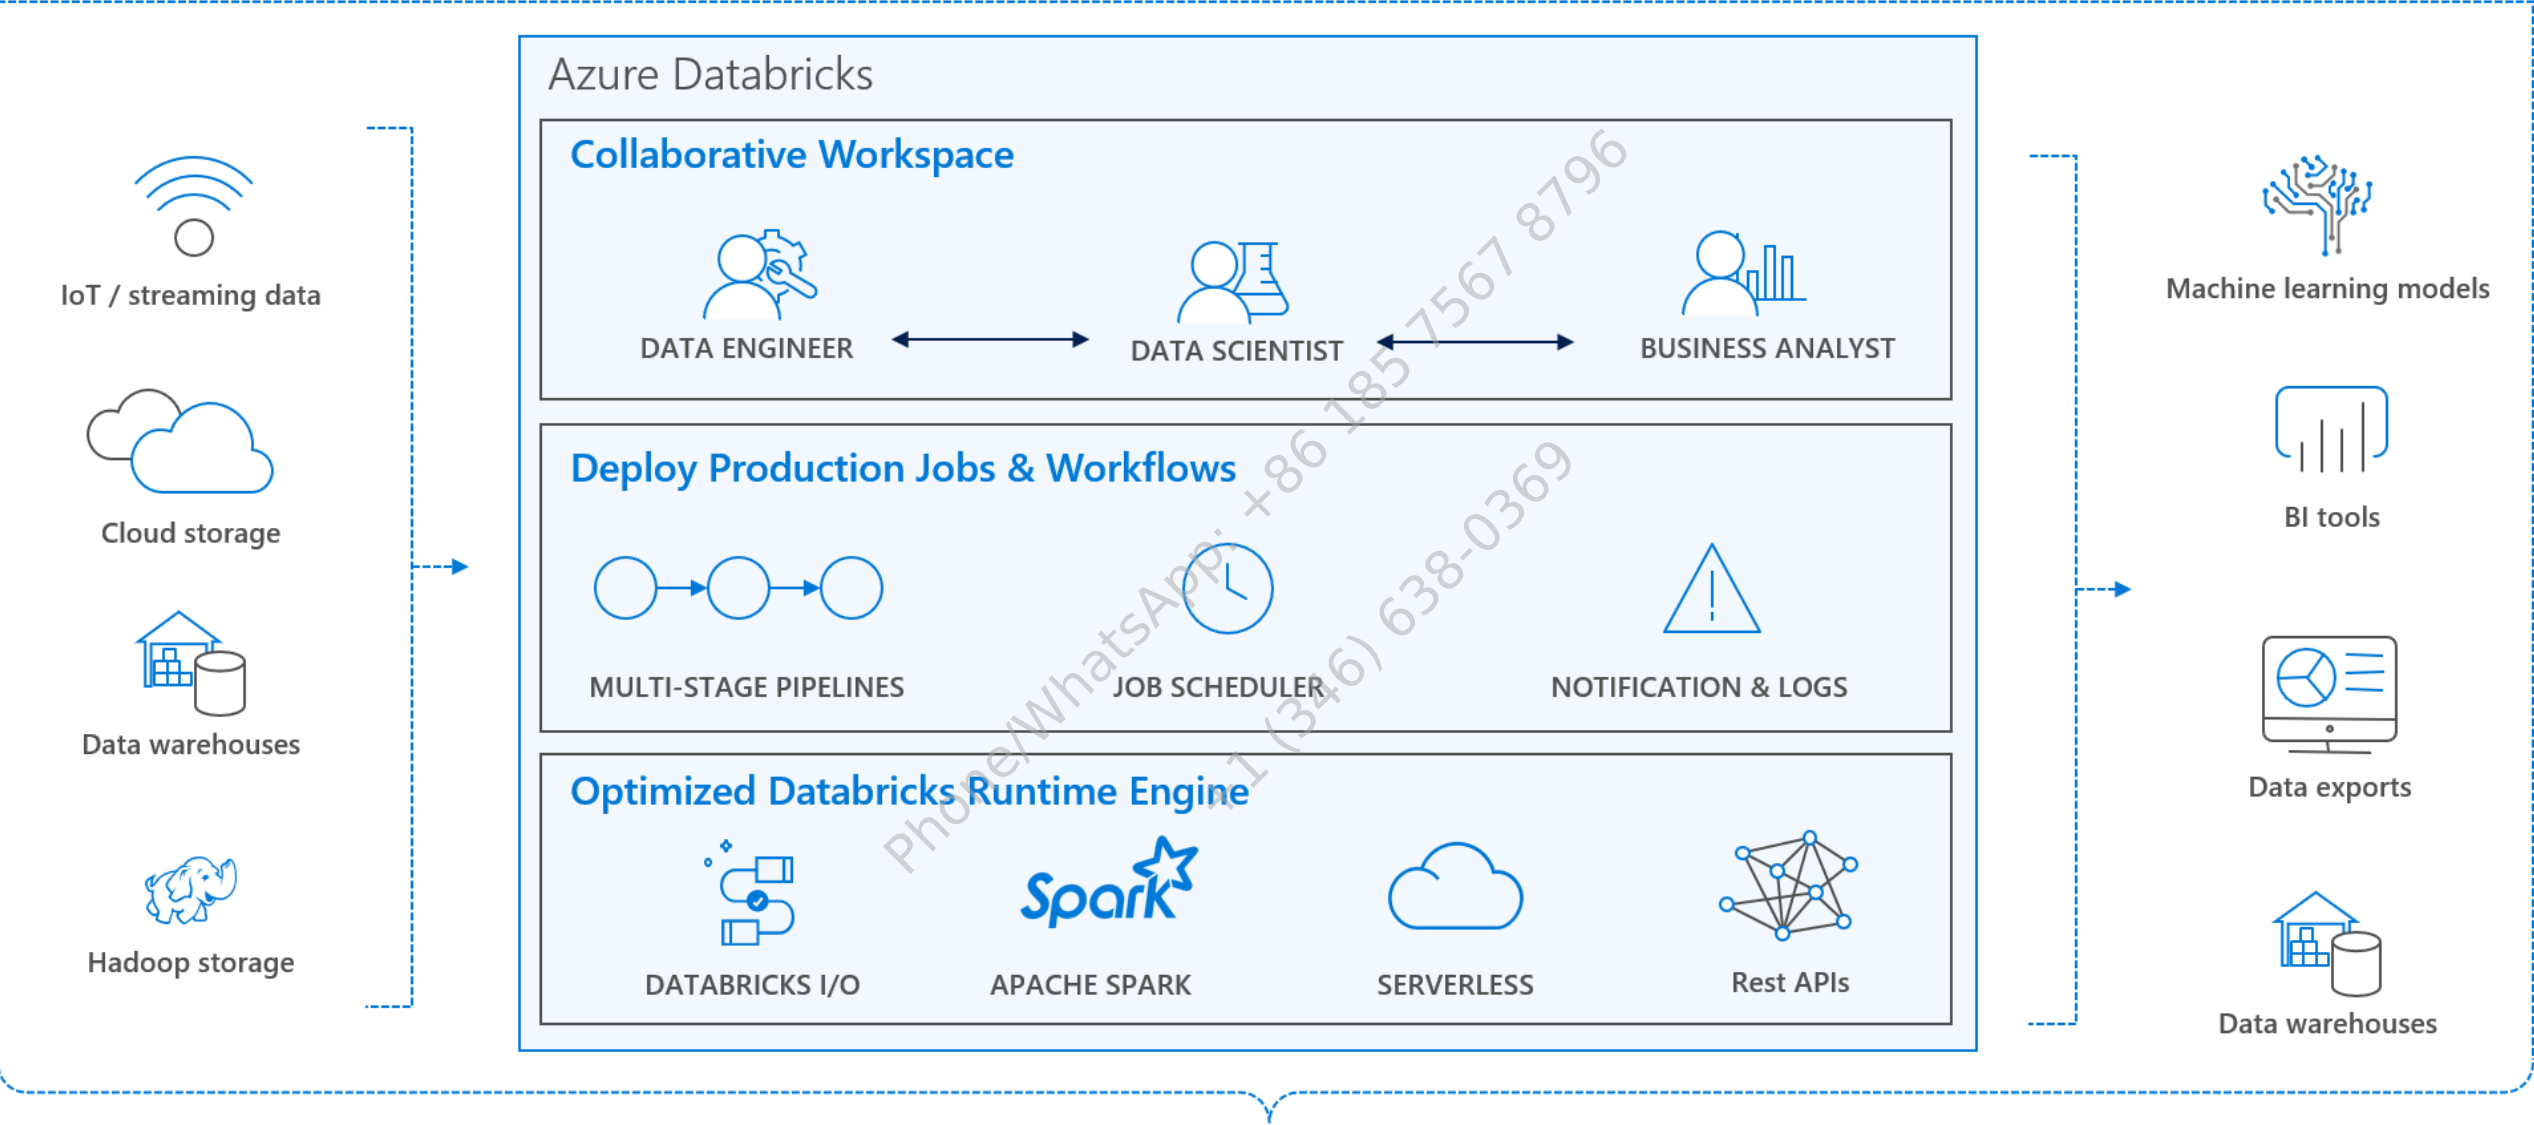 Azure Databricks
Collaborative Workspace
DATA ENGINEER
DATA SCIENTIST
BUSINESS ANALYST
Deploy Production Jobs & Workflows
MULTI-STAGE PIPELINES
JOB SCHEDULER
NOTIFICATION & LOGS
Optimized Databricks Runtime Engine
DATABRICKS I/O
Spark
APACHE SPARK
SERVERLESS
Rest APIs
IoT / streaming data
Cloud storage
Data warehouses
Hadoop storage
Machine learning models
BI tools
Data exports
Data warehouses
Phone/WhatsApp: +86 185 7567 8796
+1 (346) 638-0369